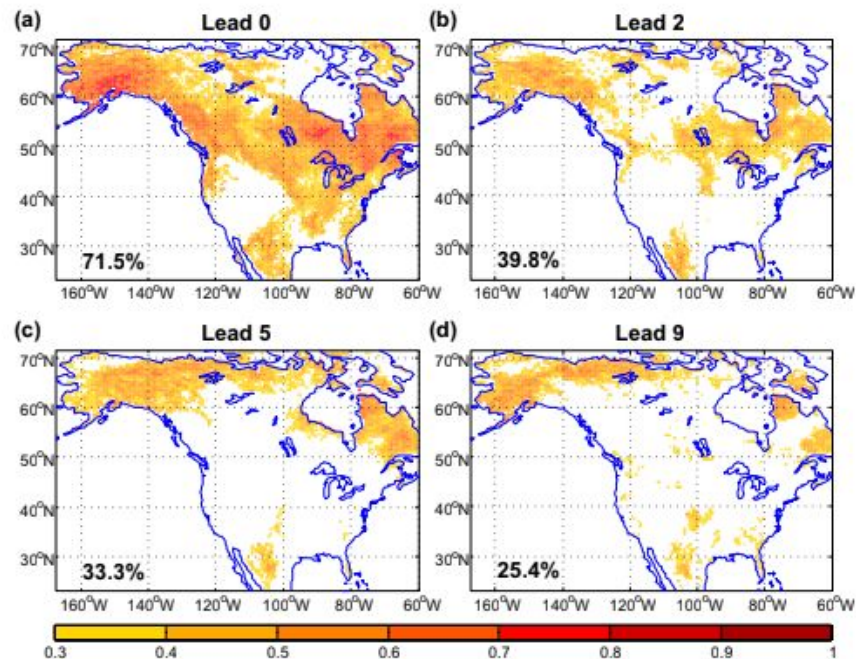 (a) Lead 0 (b) Lead 2
70°N 70°N
60°N 60°N
50°N 50°N
40°N 40°N
30°N 30°N
71.5% 39.8%
160°W 140°W 120°W 100°W 80°W 60°W 160°W 140°W 120°W 100°W 80°W 60°W
(c) Lead 5 (d) Lead 9
70°N 70°N
60°N 60°N
50°N 50°N
40°N 40°N
30°N 30°N
33.3% 25.4%
160°W 140°W 120°W 100°W 80°W 60°W 160°W 140°W 120°W 100°W 80°W 60°W
0.3 0.4 0.5 0.6 0.7 0.8 0.9 1